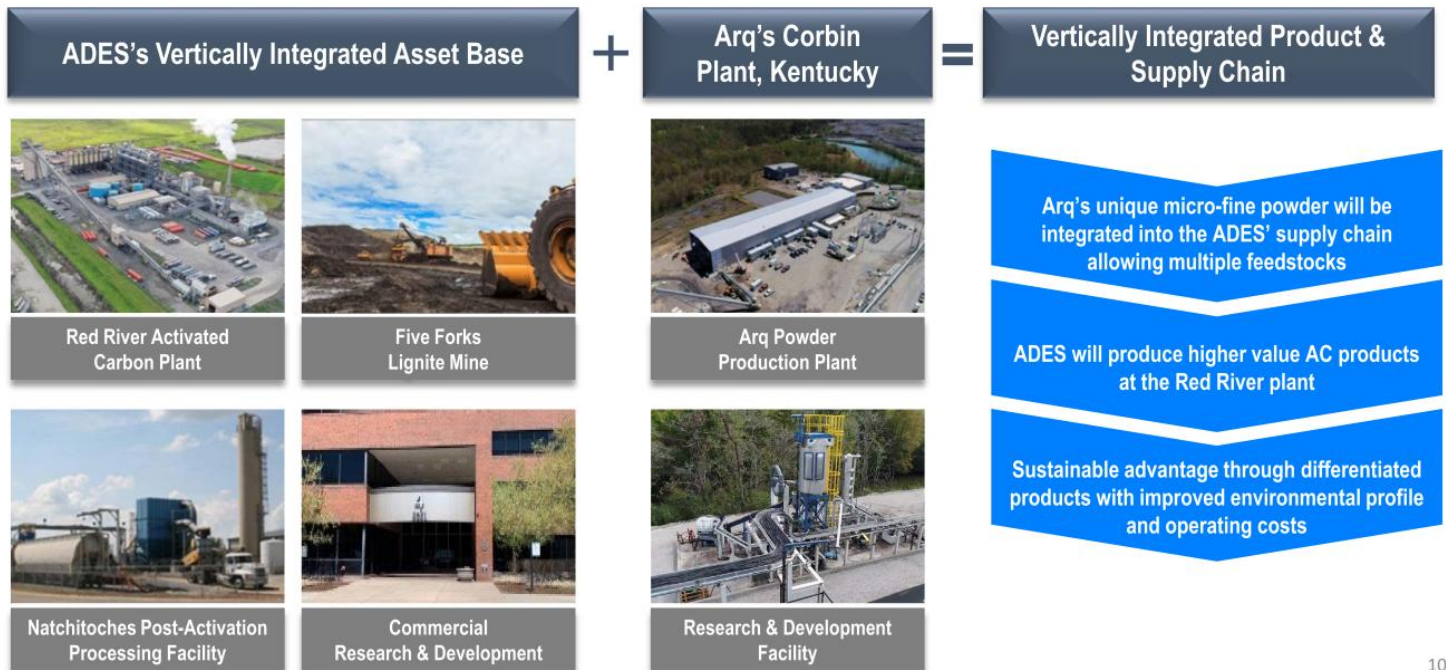 ADES's Vertically Integrated Asset Base
+
Arq's Corbin
Plant, Kentucky
=
Vertically Integrated Product &
Supply Chain
Red River Activated
Carbon Plant
Five Forks
Lignite Mine
Arq Powder
Production Plant
Natchitoches Post-Activation
Processing Facility
Commercial
Research & Development
Research & Development
Facility
Arq's unique micro-fine powder will be
integrated into the ADES' supply chain
allowing multiple feedstocks
ADES will produce higher value AC products
at the Red River plant
Sustainable advantage through differentiated
products with improved environmental profile
and operating costs
10